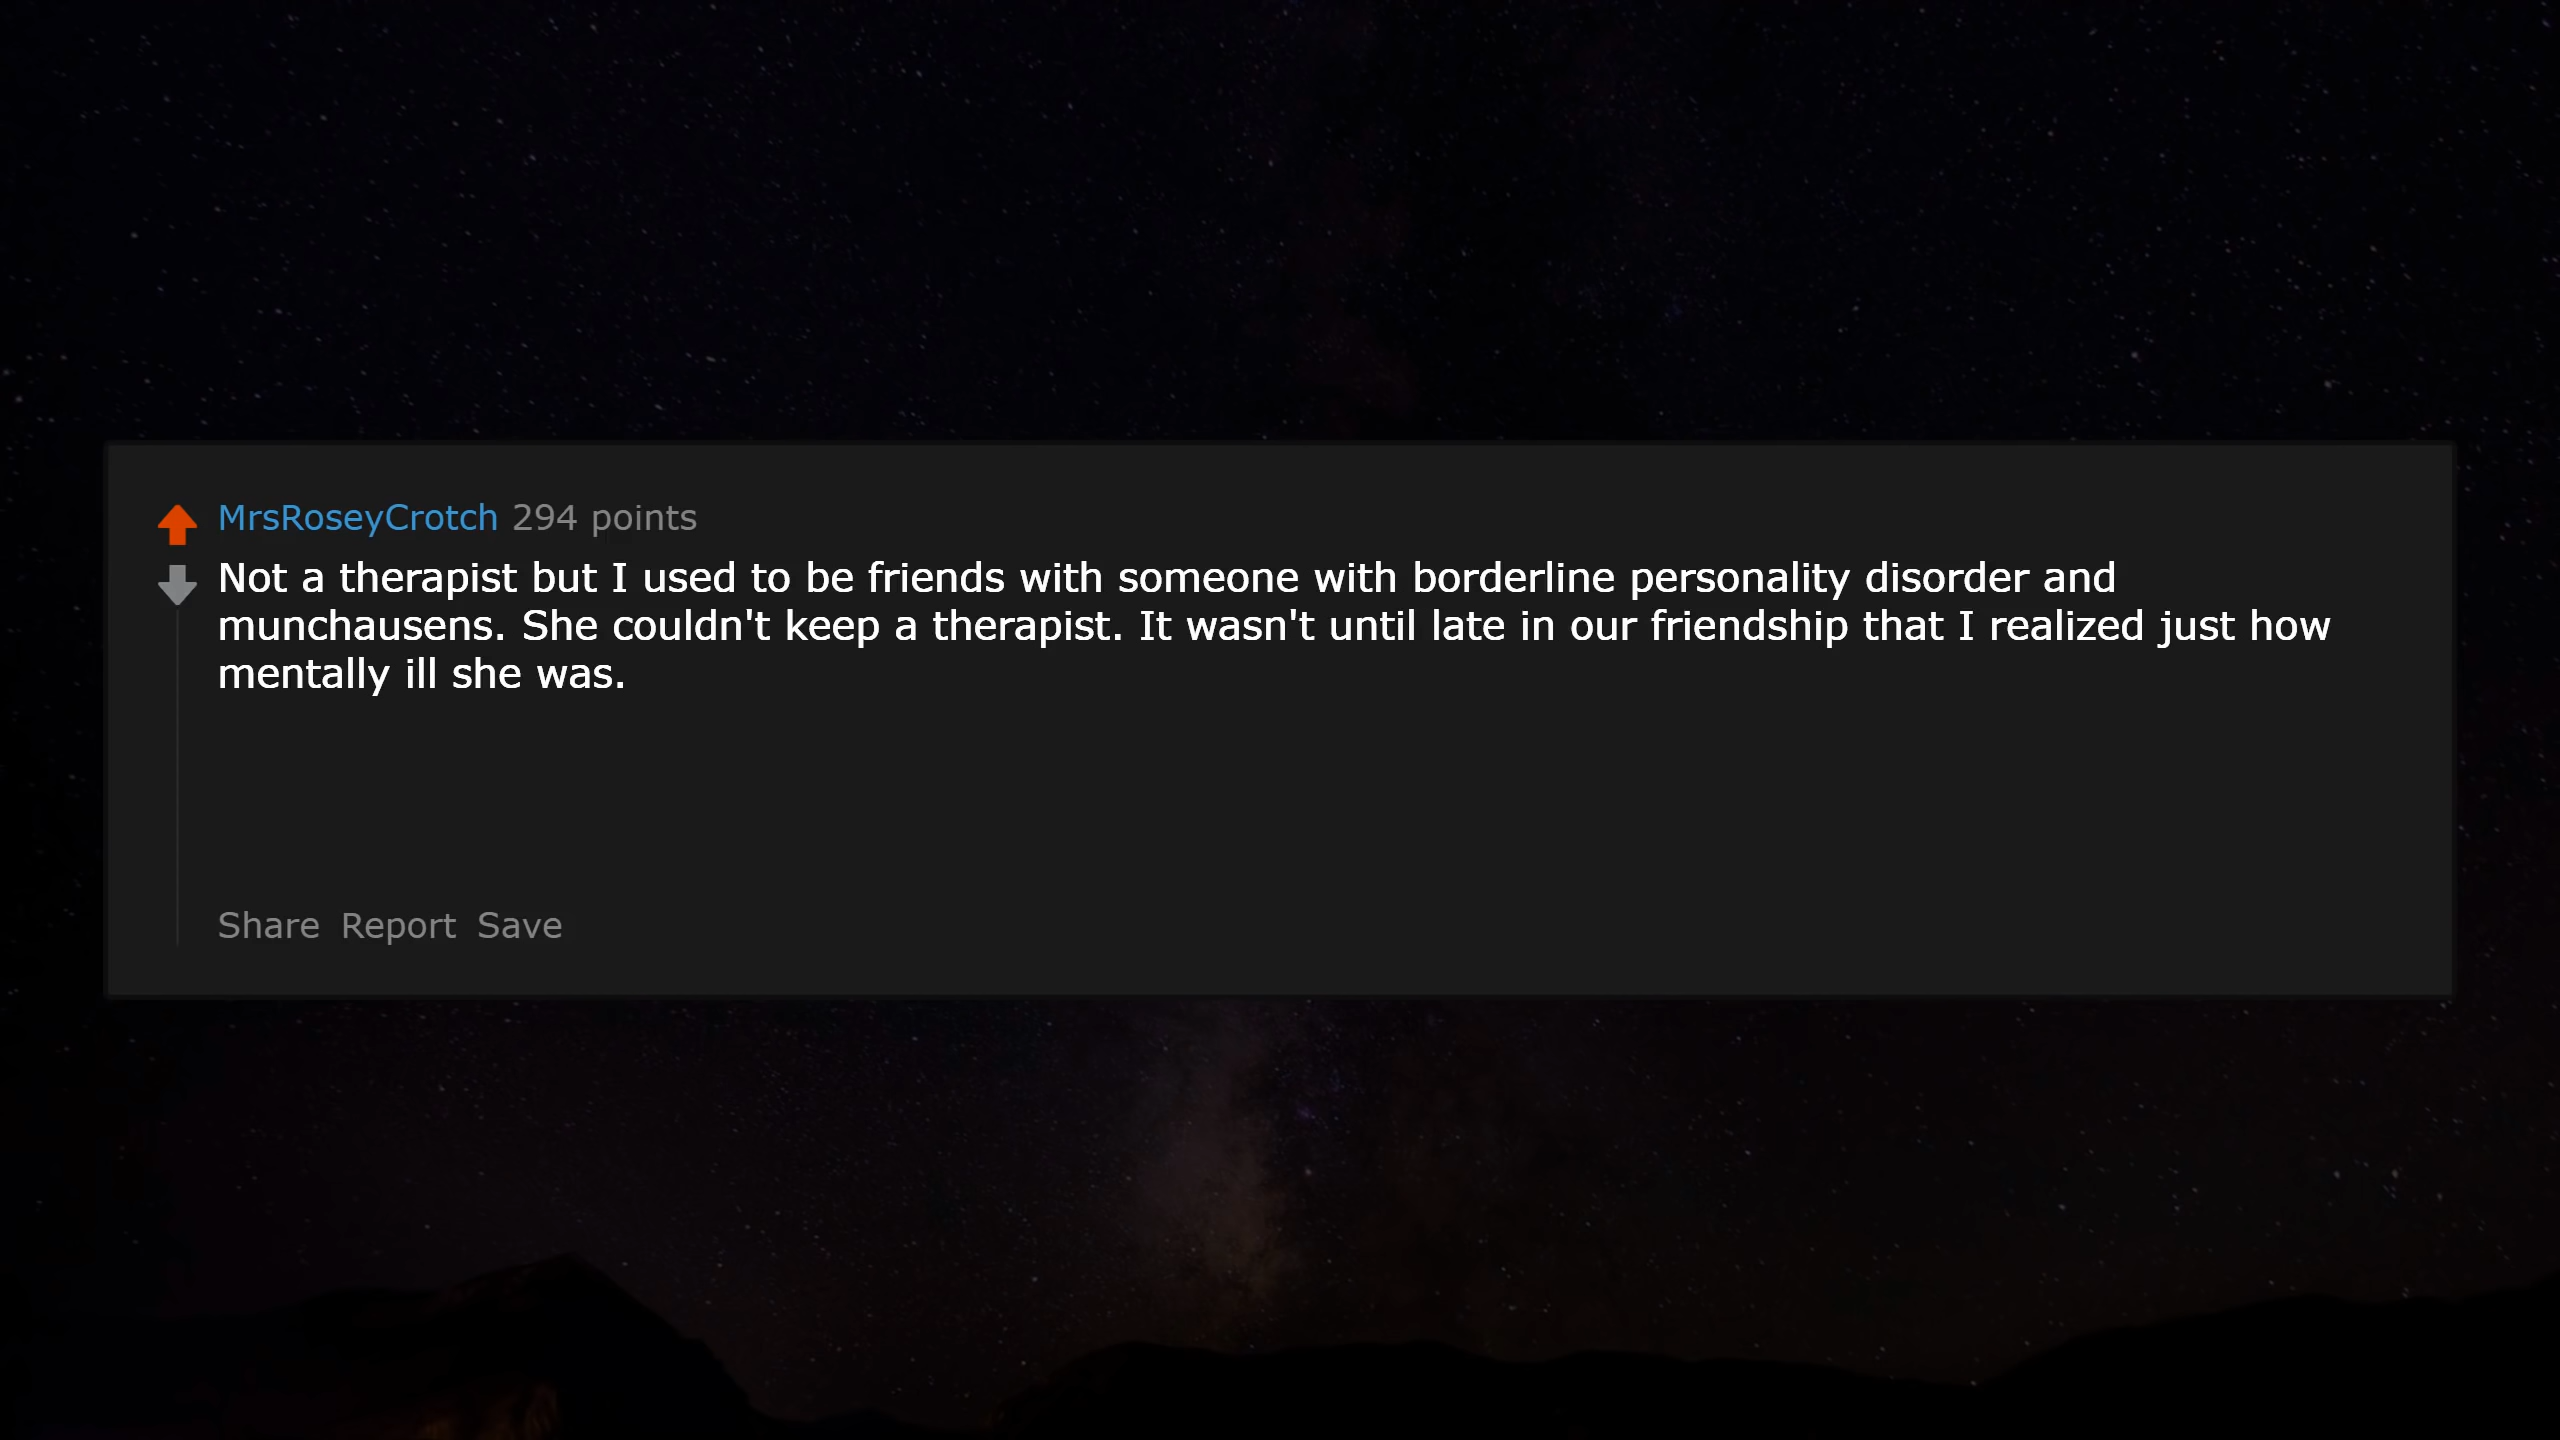 MrsRoseyCrotch 294 points
Not a therapist but I used to be friends with someone with borderline personality disorder and
munchausens. She couldn't keep a therapist. It wasn't until late in our friendship that I realized just how
mentally ill she was.
Share Report Save